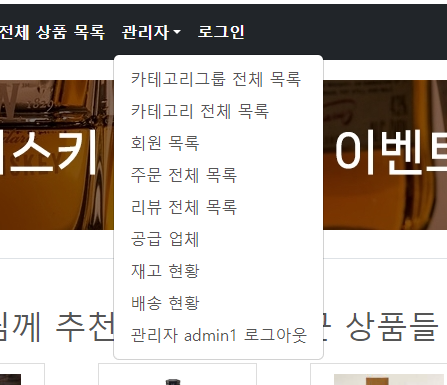 전체 상품 목록 관리자 로그인
카테고리그룹 전체 목록
카테고리 전체 목록
회원 목록
주문 전체 목록
리뷰 전체 목록
공급 업체
재고 현황
배송 현황
관리자 admin1 로그아웃
스키 이벤트
께 추천 상품들